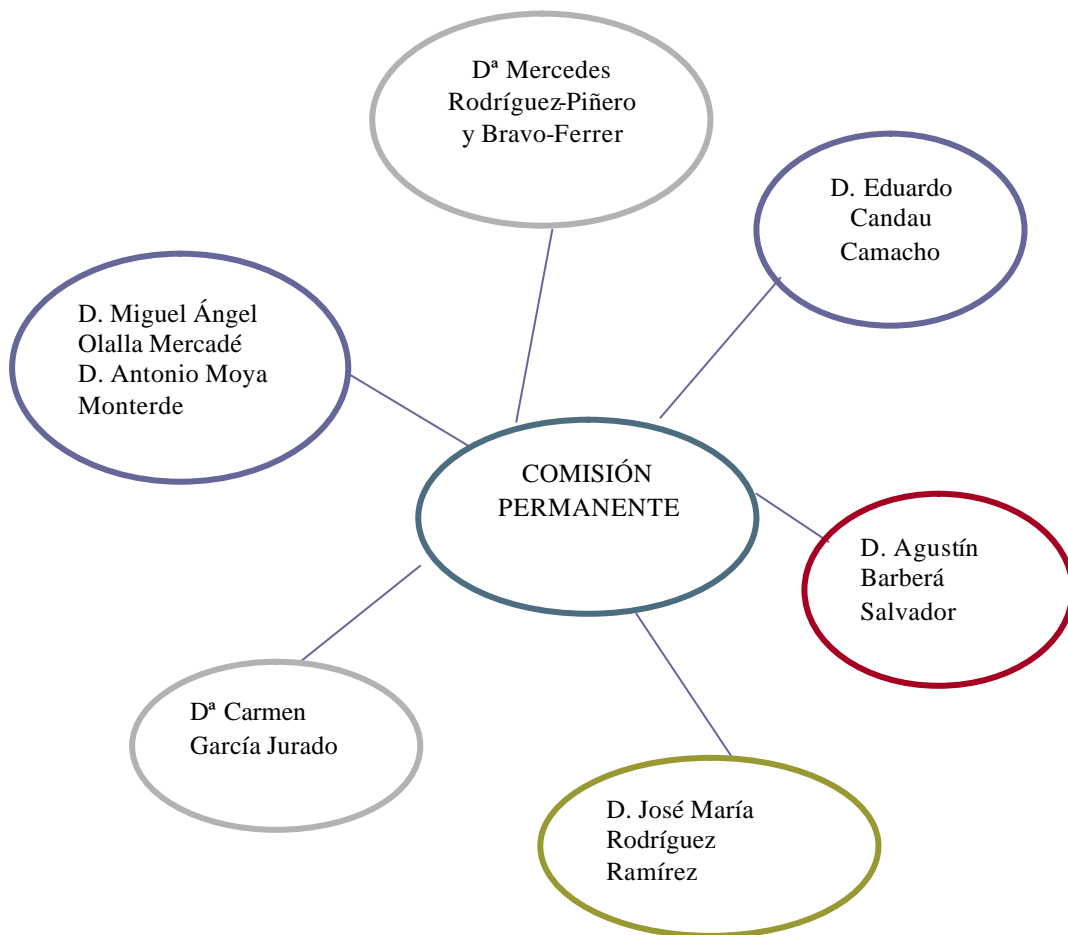 Dª Mercedes
Rodríguez-Piñero
y Bravo-Ferrer
D. Eduardo
Candau
Camacho
D. Miguel Ángel
Olalla Mercadé
D. Antonio Moya
Monterde
COMISIÓN
PERMANENTE
D. Agustín
Barberá
Salvador
Dª Carmen
García Jurado
D. José María
Rodríguez
Ramírez